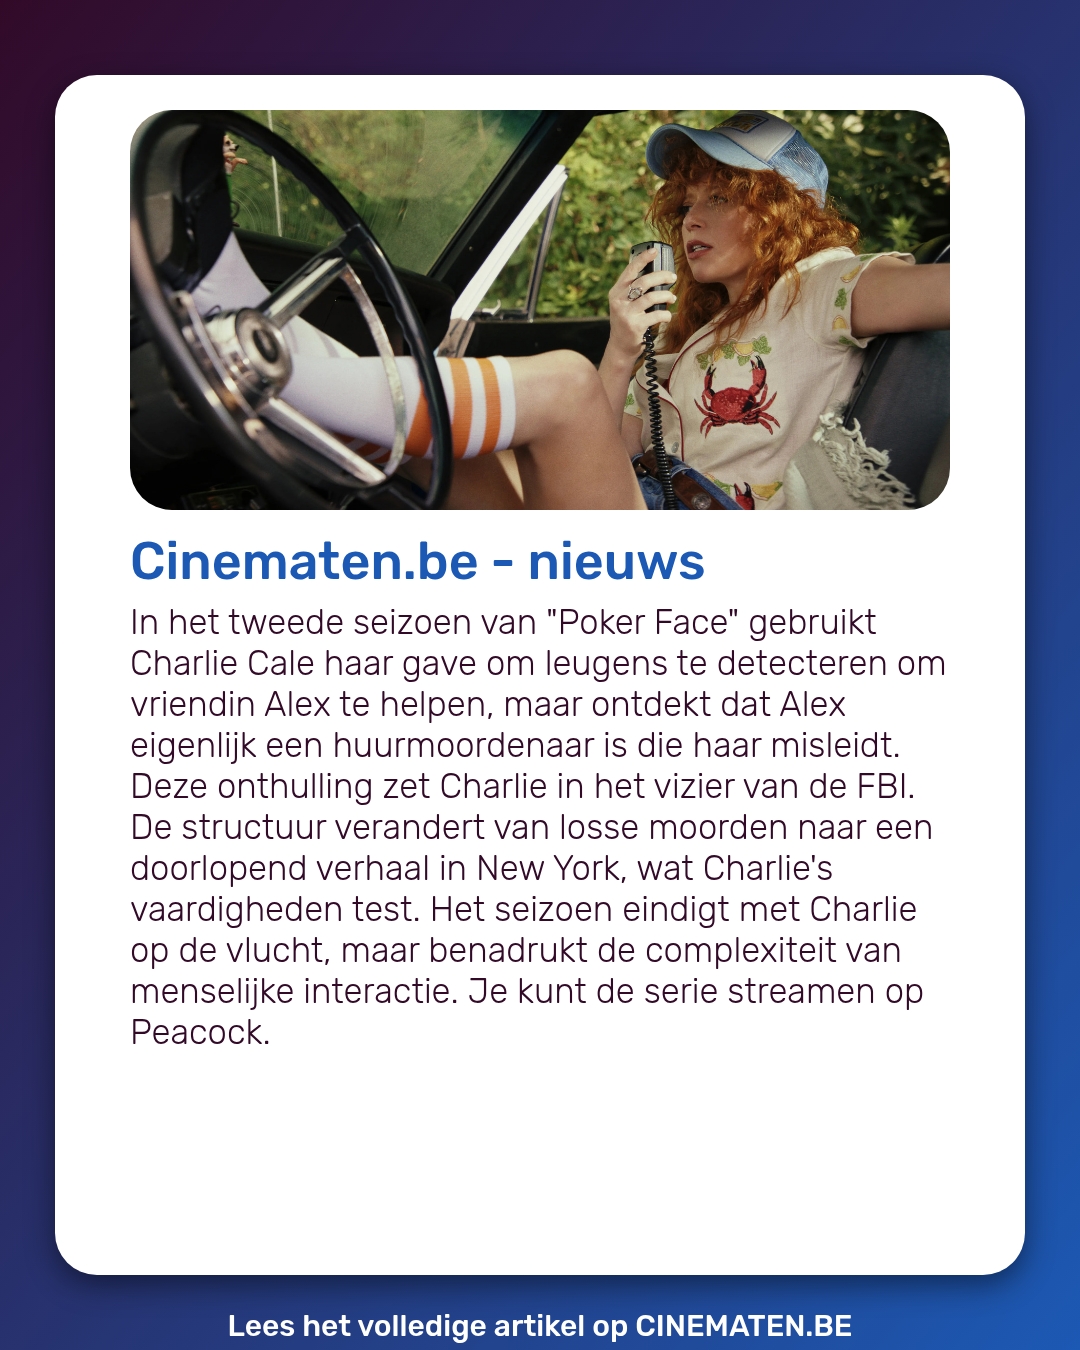 Cinematen.be - nieuws
In het tweede seizoen van "Poker Face" gebruikt
Charlie Cale haar gave om leugens te detecteren om
vriendin Alex te helpen, maar ontdekt dat Alex
eigenlijk een huurmoordenaar is die haar misleidt.
Deze onthulling zet Charlie in het vizier van de FBI.
De structuur verandert van losse moorden naar een
doorlopend verhaal in New York, wat Charlie's
vaardigheden test. Het seizoen eindigt met Charlie
op de vlucht, maar benadrukt de complexiteit van
menselijke interactie. Je kunt de serie streamen op
Peacock.
Lees het volledige artikel op CINEMATEN.BE